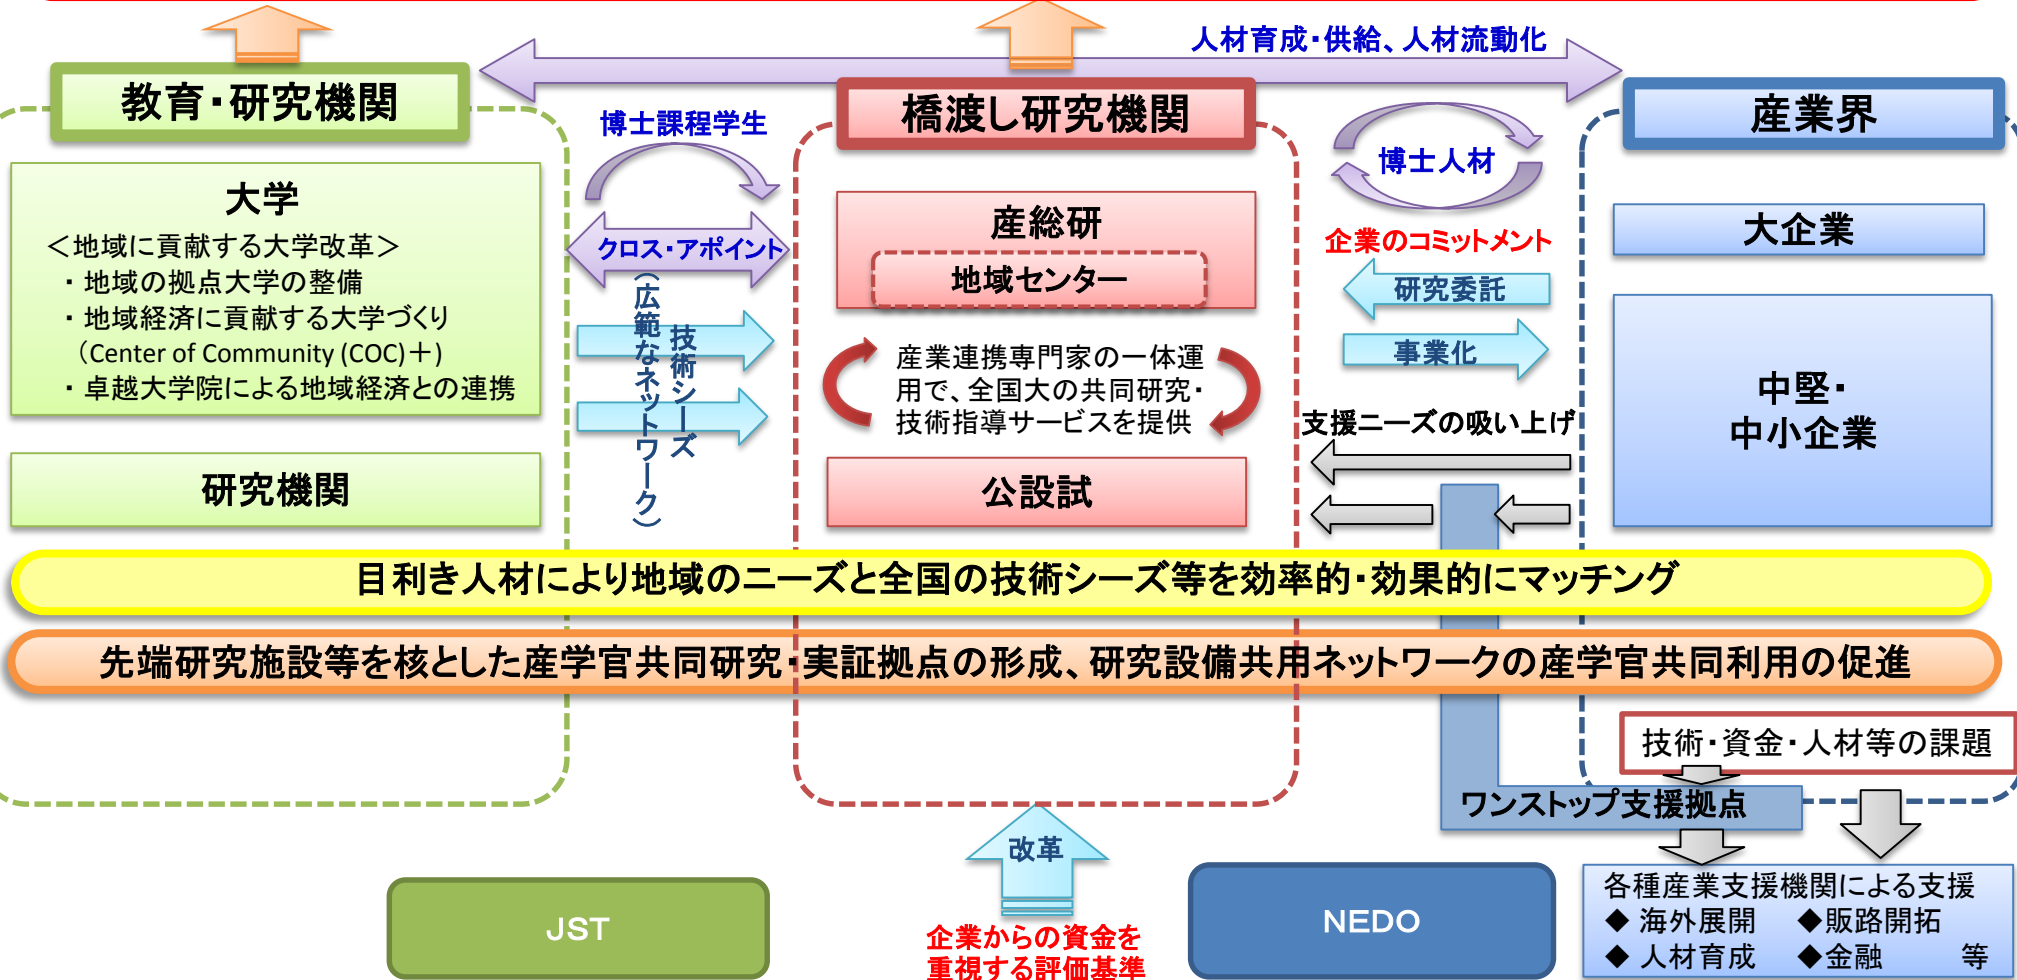 人材育成・供給、人材流動化
教育・研究機関
橋渡し研究機関
産業界
博士課程学生
博士人材
大学
＜地域に貢献する大学改革＞
・地域の拠点大学の整備
・地域経済に貢献する大学づくり
（Center of Community (COC)＋）
・卓越大学院による地域経済との連携
研究機関
クロス・アポイント
技術シーズ
（広範なネットワーク）
産総研
地域センター
産業連携専門家の一体運
用で、全国大の共同研究・
技術指導サービスを提供
公設試
企業のコミットメント
研究委託
事業化
支援ニーズの吸い上げ
大企業
中堅・
中小企業
目利き人材により地域のニーズと全国の技術シーズ等を効率的・効果的にマッチング
先端研究施設等を核とした産学官共同研究・実証拠点の形成、研究設備共用ネットワークの産学官共同利用の促進
技術・資金・人材等の課題
ワンストップ支援拠点
改革
企業からの資金を
重視する評価基準
JST
NEDO
各種産業支援機関による支援
◆ 海外展開　◆販路開拓
◆ 人材育成　◆金融　　等